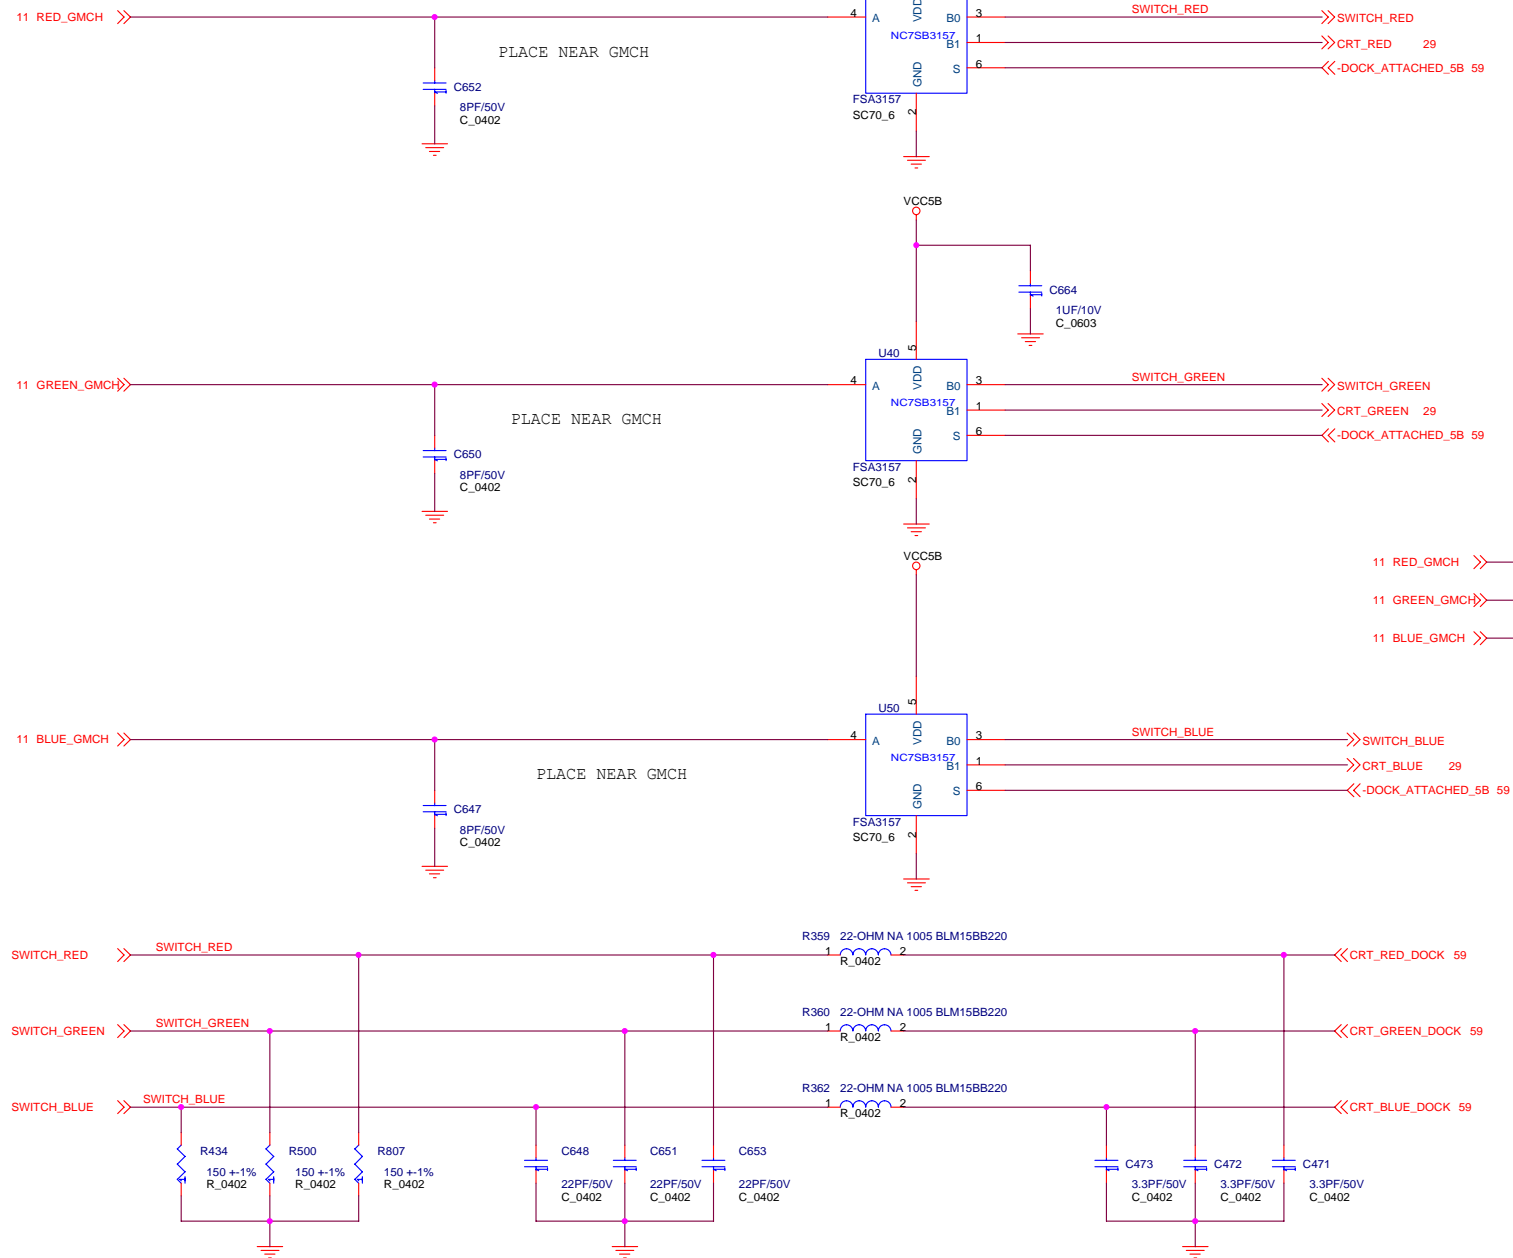 11 RED_GMCH
4 A VDD B0 3 SWITCH_RED SWITCH_RED
PLACE NEAR GMCH
NC7SB3157
B1 1 CRT_RED 29
GND S 6 -DOCK_ATTACHED_5B 59
C652
8PF/50V
C_0402
FSA3157
SC70_6 2
VCC5B
C664
1UF/10V
C_0603
U40 5
11 GREEN_GMCH
4 A VDD B0 3 SWITCH_GREEN SWITCH_GREEN
PLACE NEAR GMCH
NC7SB3157
B1 1 CRT_GREEN 29
GND S 6 -DOCK_ATTACHED_5B 59
C650
8PF/50V
C_0402
FSA3157
SC70_6 2
VCC5B
11 RED_GMCH
11 GREEN_GMCH
11 BLUE_GMCH
U50 5
11 BLUE_GMCH
4 A VDD B0 3 SWITCH_BLUE SWITCH_BLUE
PLACE NEAR GMCH
NC7SB3157
B1 1 CRT_BLUE 29
GND S 6 -DOCK_ATTACHED_5B 59
C647
8PF/50V
C_0402
FSA3157
SC70_6 2
R359 22-OHM NA 1005 BLM15BB220
SWITCH_RED SWITCH_RED 1 2 CRT_RED_DOCK 59
R_0402
R360 22-OHM NA 1005 BLM15BB220
SWITCH_GREEN SWITCH_GREEN 1 2 CRT_GREEN_DOCK 59
R_0402
R362 22-OHM NA 1005 BLM15BB220
SWITCH_BLUE SWITCH_BLUE 1 2 CRT_BLUE_DOCK 59
R_0402
R434 R500 R807 C648 C651 C653
C473 C472 C471
150 +-1% 150 +-1% 150 +-1%
R_0402 R_0402 R_0402
22PF/50V 22PF/50V 22PF/50V 3.3PF/50V 3.3PF/50V 3.3PF/50V
C_0402 C_0402 C_0402 C_0402 C_0402 C_0402
1 1 1